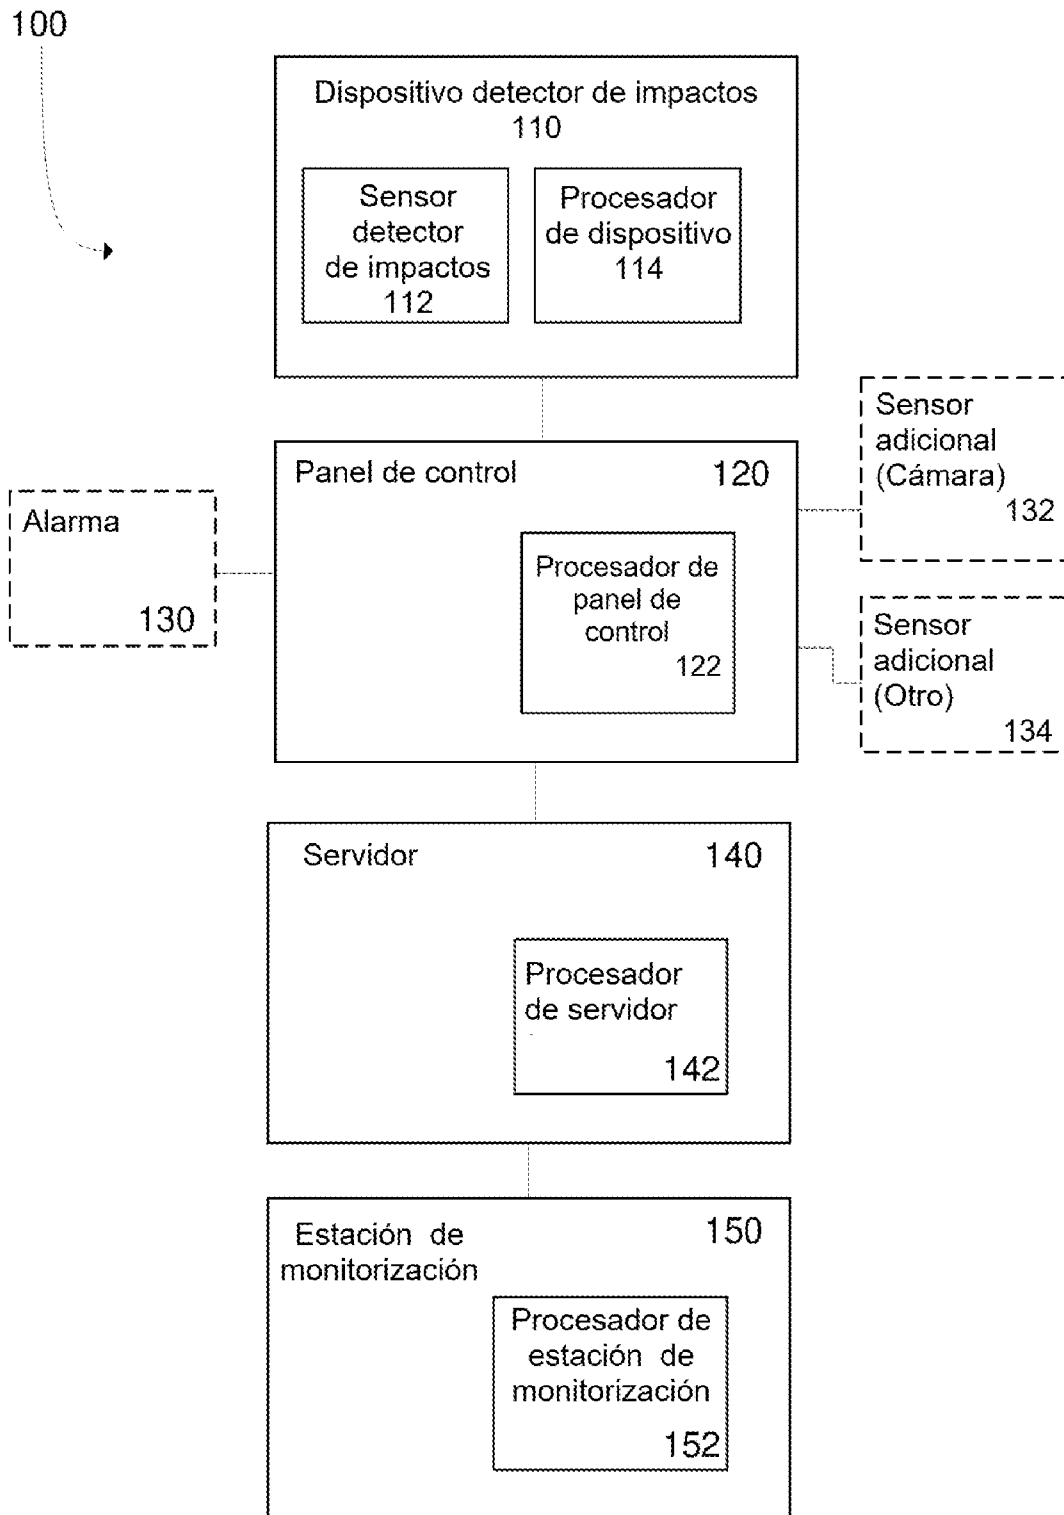 100
Dispositivo detector de impactos
110
Sensor
detector
de impactos
112
Procesador
de dispositivo
114
Panel de control
120
Procesador de
panel de
control
122
Alarma
130
Sensor
adicional
(Cámara)
132
Sensor
adicional
(Otro)
134
Servidor
140
Procesador
de servidor
142
Estación de
monitorización
150
Procesador de
estación de
monitorización
152